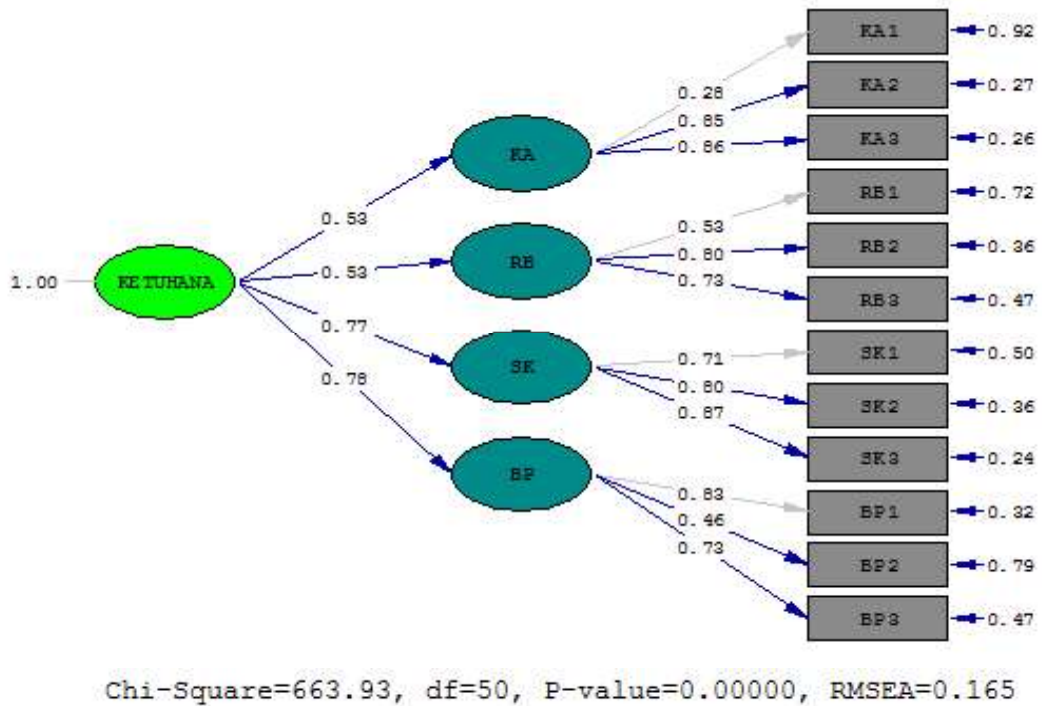 KA1
0.92
0.28
KA2
0.27
0.85
KA
KA3
0.26
0.86
RB1
0.72
0.53
0.53
RB2
0.36
0.80
RB
0.53
RB3
0.47
0.73
1.00
KETUHANA
SK1
0.50
0.71
0.77
SK
SK2
0.36
0.80
0.78
SK3
0.24
0.87
BP
BP1
0.32
0.83
BP2
0.79
0.46
BP3
0.47
0.73
Chi-Square=663.93, df=50, P-value=0.00000, RMSEA=0.165